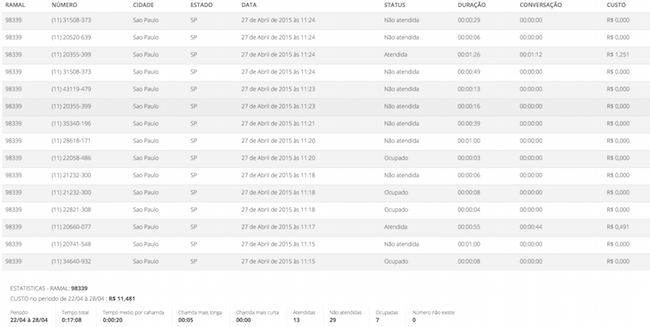 RAMAL NÚMERO CIDADE ESTADO DATA STATUS DURAÇÃO CONVERSAÇÃO CUSTO
98339 (11) 31508-373 Sao Paulo SP 27 de Abril de 2015 às 11:24 Não atendida 00:00:29 00:00:00 R$ 0,000
98339 (11) 20520-639 Sao Paulo SP 27 de Abril de 2015 às 11:24 Não atendida 00:00:06 00:00:00 R$ 0,000
98339 (11) 20355-399 Sao Paulo SP 27 de Abril de 2015 às 11:24 Atendida 00:01:26 00:01:12 R$ 1,251
98339 (11) 31508-373 Sao Paulo SP 27 de Abril de 2015 às 11:24 Não atendida 00:00:49 00:00:00 R$ 0,000
98339 (11) 43119-479 Sao Paulo SP 27 de Abril de 2015 às 11:23 Não atendida 00:00:13 00:00:00 R$ 0,000
98339 (11) 20355-399 Sao Paulo SP 27 de Abril de 2015 às 11:23 Não atendida 00:00:16 00:00:00 R$ 0,000
98339 (11) 35340-196 Sao Paulo SP 27 de Abril de 2015 às 11:21 Não atendida 00:00:39 00:00:00 R$ 0,000
98339 (11) 28618-171 Sao Paulo SP 27 de Abril de 2015 às 11:20 Não atendida 00:01:00 00:00:00 R$ 0,000
98339 (11) 22058-486 Sao Paulo SP 27 de Abril de 2015 às 11:20 Ocupado 00:00:03 00:00:00 R$ 0,000
98339 (11) 21232-300 Sao Paulo SP 27 de Abril de 2015 às 11:18 Não atendida 00:00:06 00:00:00 R$ 0,000
98339 (11) 21232-300 Sao Paulo SP 27 de Abril de 2015 às 11:18 Ocupado 00:00:08 00:00:00 R$ 0,000
98339 (11) 22821-308 Sao Paulo SP 27 de Abril de 2015 às 11:18 Ocupado 00:00:04 00:00:00 R$ 0,000
98339 (11) 20660-077 Sao Paulo SP 27 de Abril de 2015 às 11:17 Atendida 00:00:55 00:00:44 R$ 0,491
98339 (11) 20741-548 Sao Paulo SP 27 de Abril de 2015 às 11:15 Não atendida 00:01:00 00:00:00 R$ 0,000
98339 (11) 34640-932 Sao Paulo SP 27 de Abril de 2015 às 11:15 Ocupado 00:00:08 00:00:00 R$ 0,000
ESTATISTICAS - RAMAL: 98339
CUSTO no periodo de 22/04 à 28/04 : R$ 11,481
Periodo Tempo total Tempo medio por cahamda Chamda mais longa Chamda mais curta Atendidas Não atendidas Ocupadas Número não existe
22/04 à 28/04 0:17:08 0:00:20 00:05 00:00 13 29 7 0